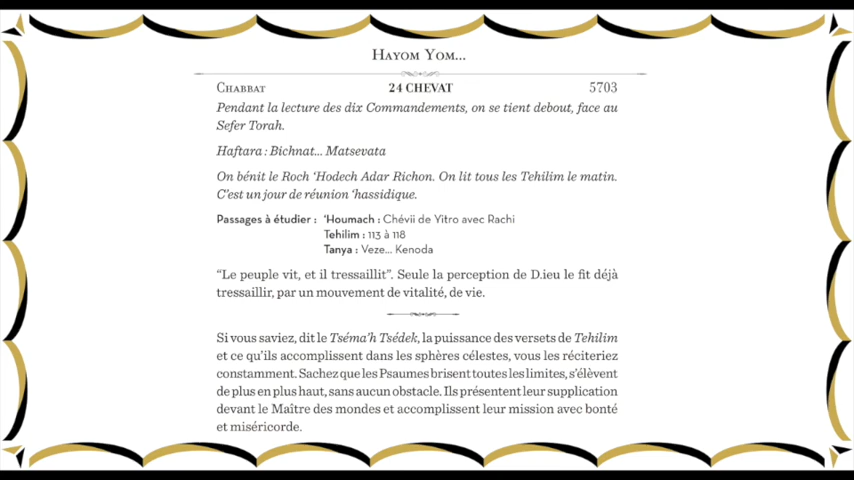 Hayom Yom...
Chabbat 24 CHEVAT 5703
Pendant la lecture des dix Commandements, on se tient debout, face au
Sefer Torah.
Haftara : Bichnat... Matsevata
On bénit le Roch ‘Hodech Adar Richon. On lit tous les Tehilim le matin.
C’est un jour de réunion ‘hassidique.
Passages à étudier : ‘Houmach : Chévii de Yitro avec Rachi
Tehilim : 113 à 118
Tanya : Veze... Kenoda
“Le peuple vit, et il tressaillit”. Seule la perception de D.ieu le fit déjà
tressaillir, par un mouvement de vitalité, de vie.
Si vous saviez, dit le Tséma’h Tsédek, la puissance des versets de Tehilim
et ce qu’ils accomplissent dans les sphères célestes, vous les réciteriez
constamment. Sachez que les Psaumes brisent toutes les limites, s’élèvent
de plus en plus haut, sans aucun obstacle. Ils présentent leur supplication
devant le Maître des mondes et accomplissent leur mission avec bonté
et miséricorde.